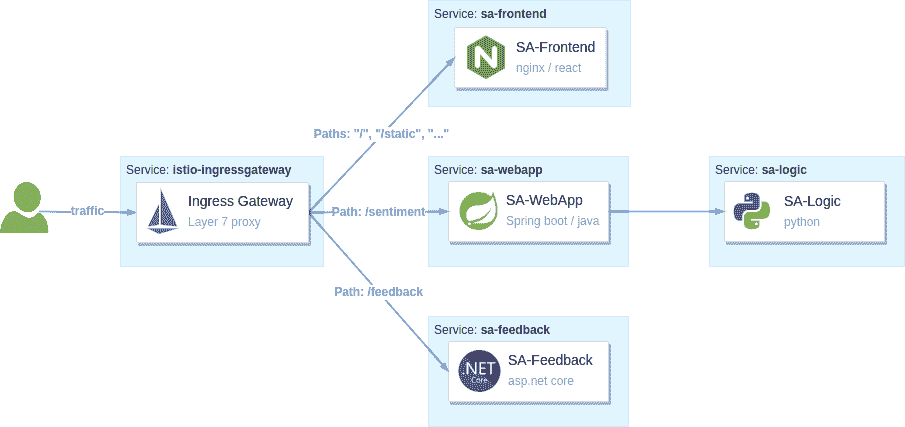 Service: sa-frontend
SA-Frontend
nginx / react
Paths: "/", "/static", "..."
Service: istio-ingressgateway
Ingress Gateway
Layer 7 proxy
traffic
Path: /sentiment
Service: sa-webapp
SA-WebApp
Spring boot / java
Service: sa-logic
SA-Logic
python
Path: /feedback
Service: sa-feedback
.NET
Core
SA-Feedback
asp.net core